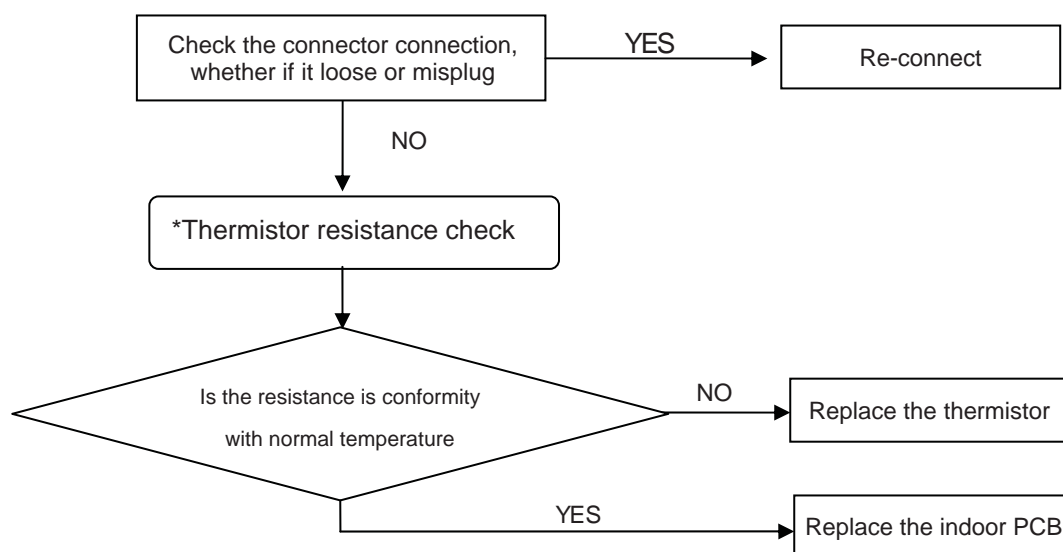 Check the connector connection,
whether if it loose or misplug
YES
Re-connect
NO
*Thermistor resistance check
Is the resistance is conformity
with normal temperature
NO
Replace the thermistor
YES
Replace the indoor PCB